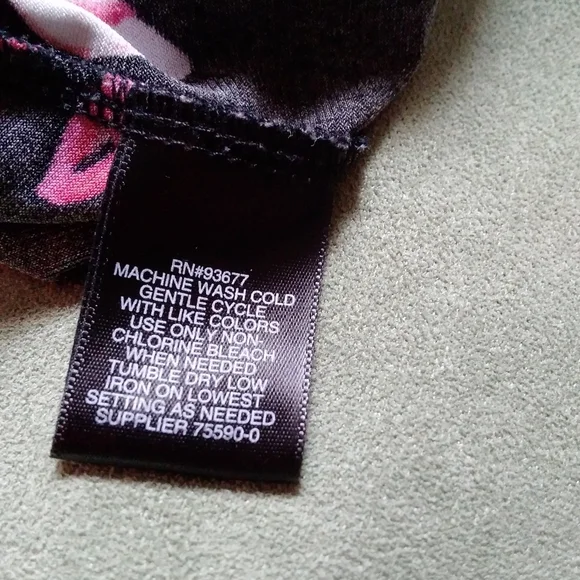 RN#93677
MACHINE WASH COLD
GENTLE CYCLE
WITH LIKE COLORS
USE ONLY NON-
CHLORINE BLEACH
WHEN NEEDED
TUMBLE DRY LOW
IRON ON LOWEST
SETTING AS NEEDED
SUPPLIER 75590-0